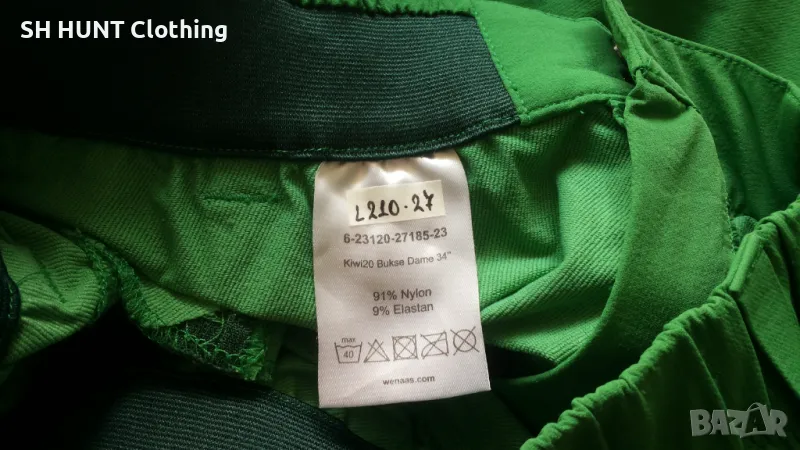 SH HUNT Clothing
L210-27
6-23120-27185-23
Kiwi20 Bukse Dame 34"
91% Nylon
9% Elastan
max
40
wenaas.com
BAZAR